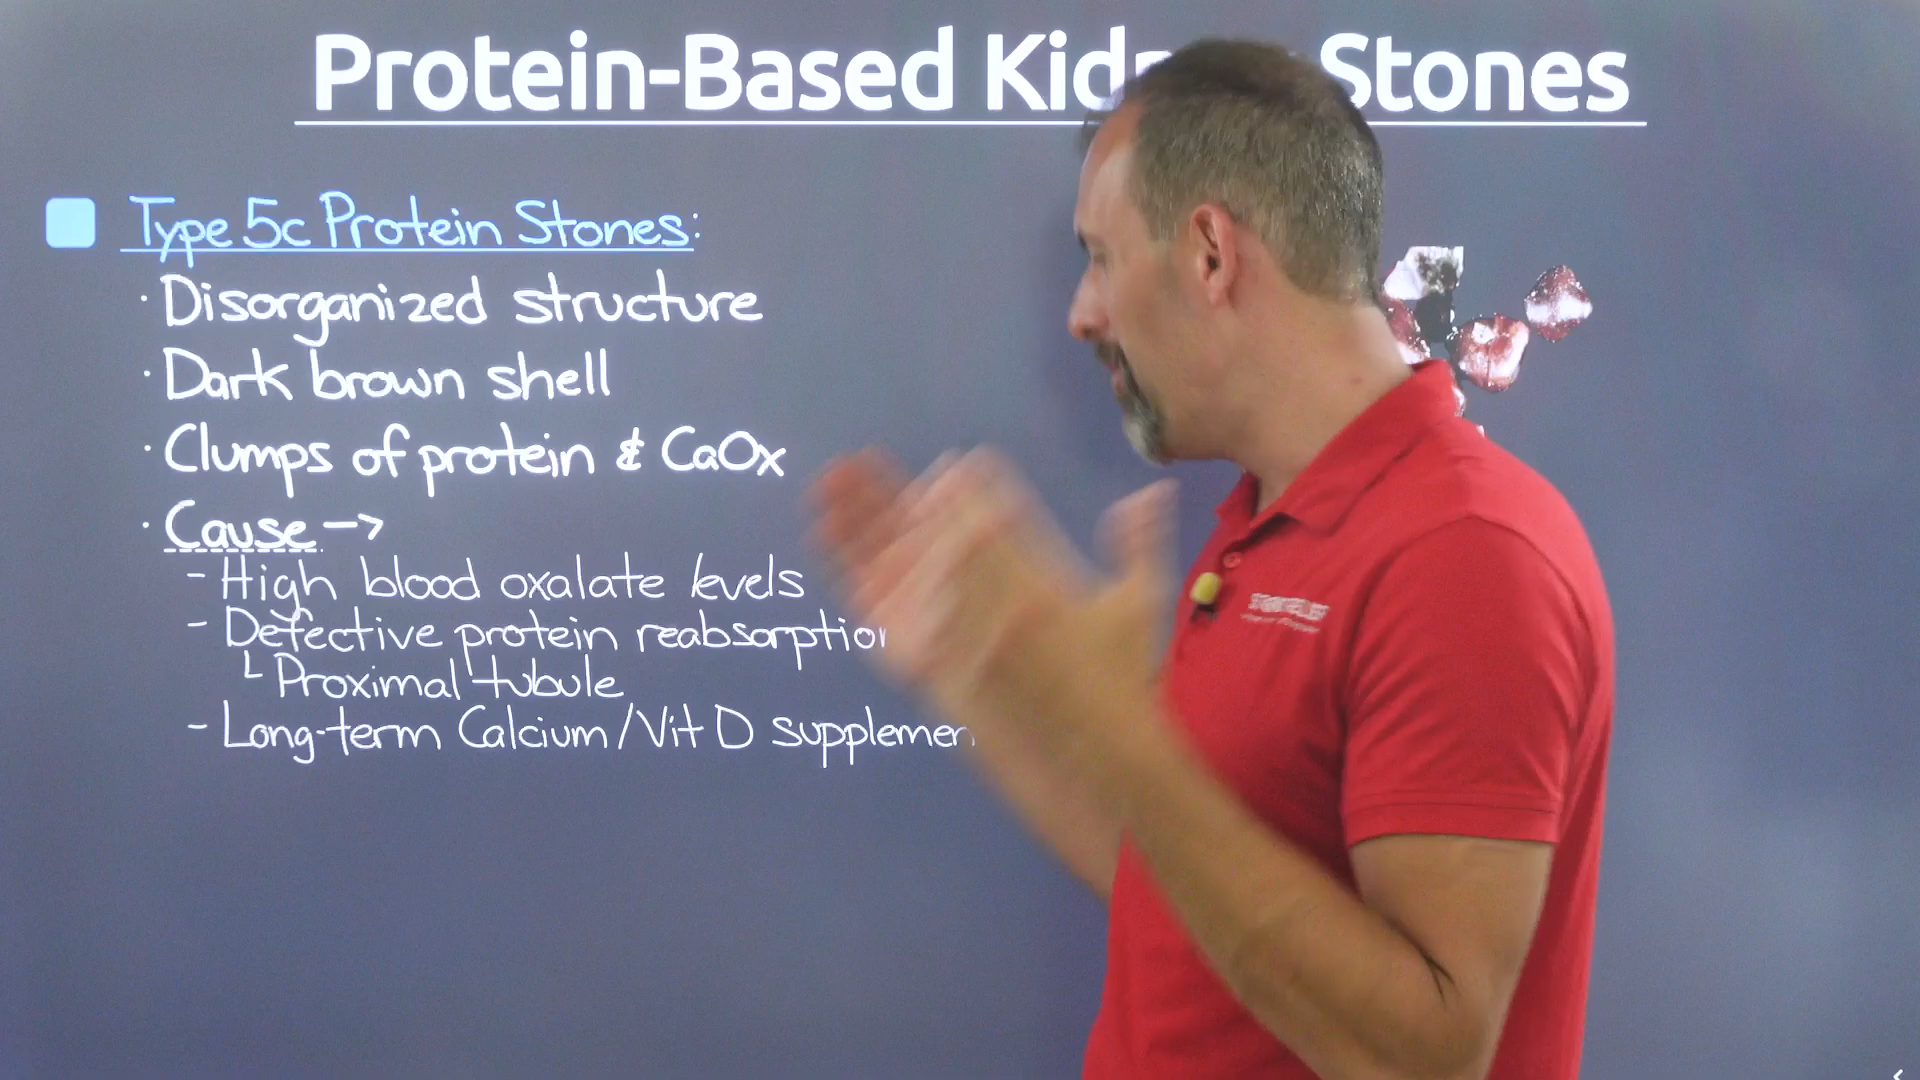 Protein-Based Kid Stones
Type 5c Protein Stones:
· Disorganized structure
· Dark brown shell
· Clumps of protein & CaOx
· Cause →
- High blood oxalate levels
- Defective protein reabsorptio
└ Proximal tubule
- Long-term Calcium/Vit D supplemen